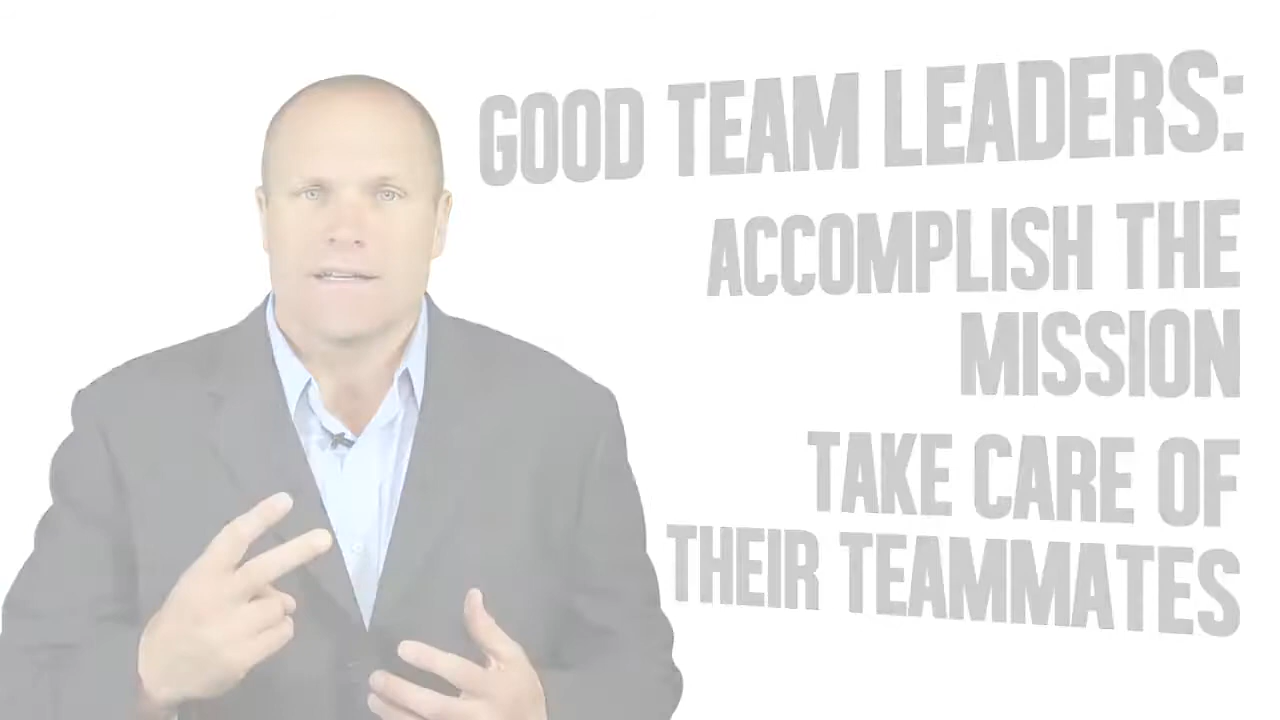 GOOD TEAM LEADERS:
ACCOMPLISH THE
MISSION
TAKE CARE OF
THEIR TEAMMATES